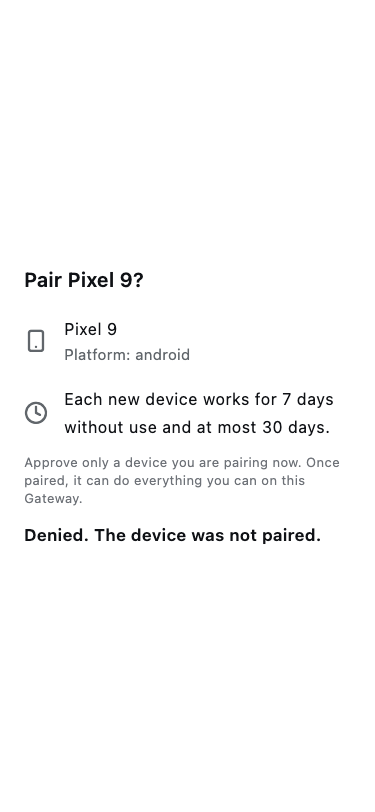 Pair Pixel 9?
Pixel 9
Platform: android
Each new device works for 7 days
without use and at most 30 days.
Approve only a device you are pairing now. Once
paired, it can do everything you can on this
Gateway.
Denied. The device was not paired.